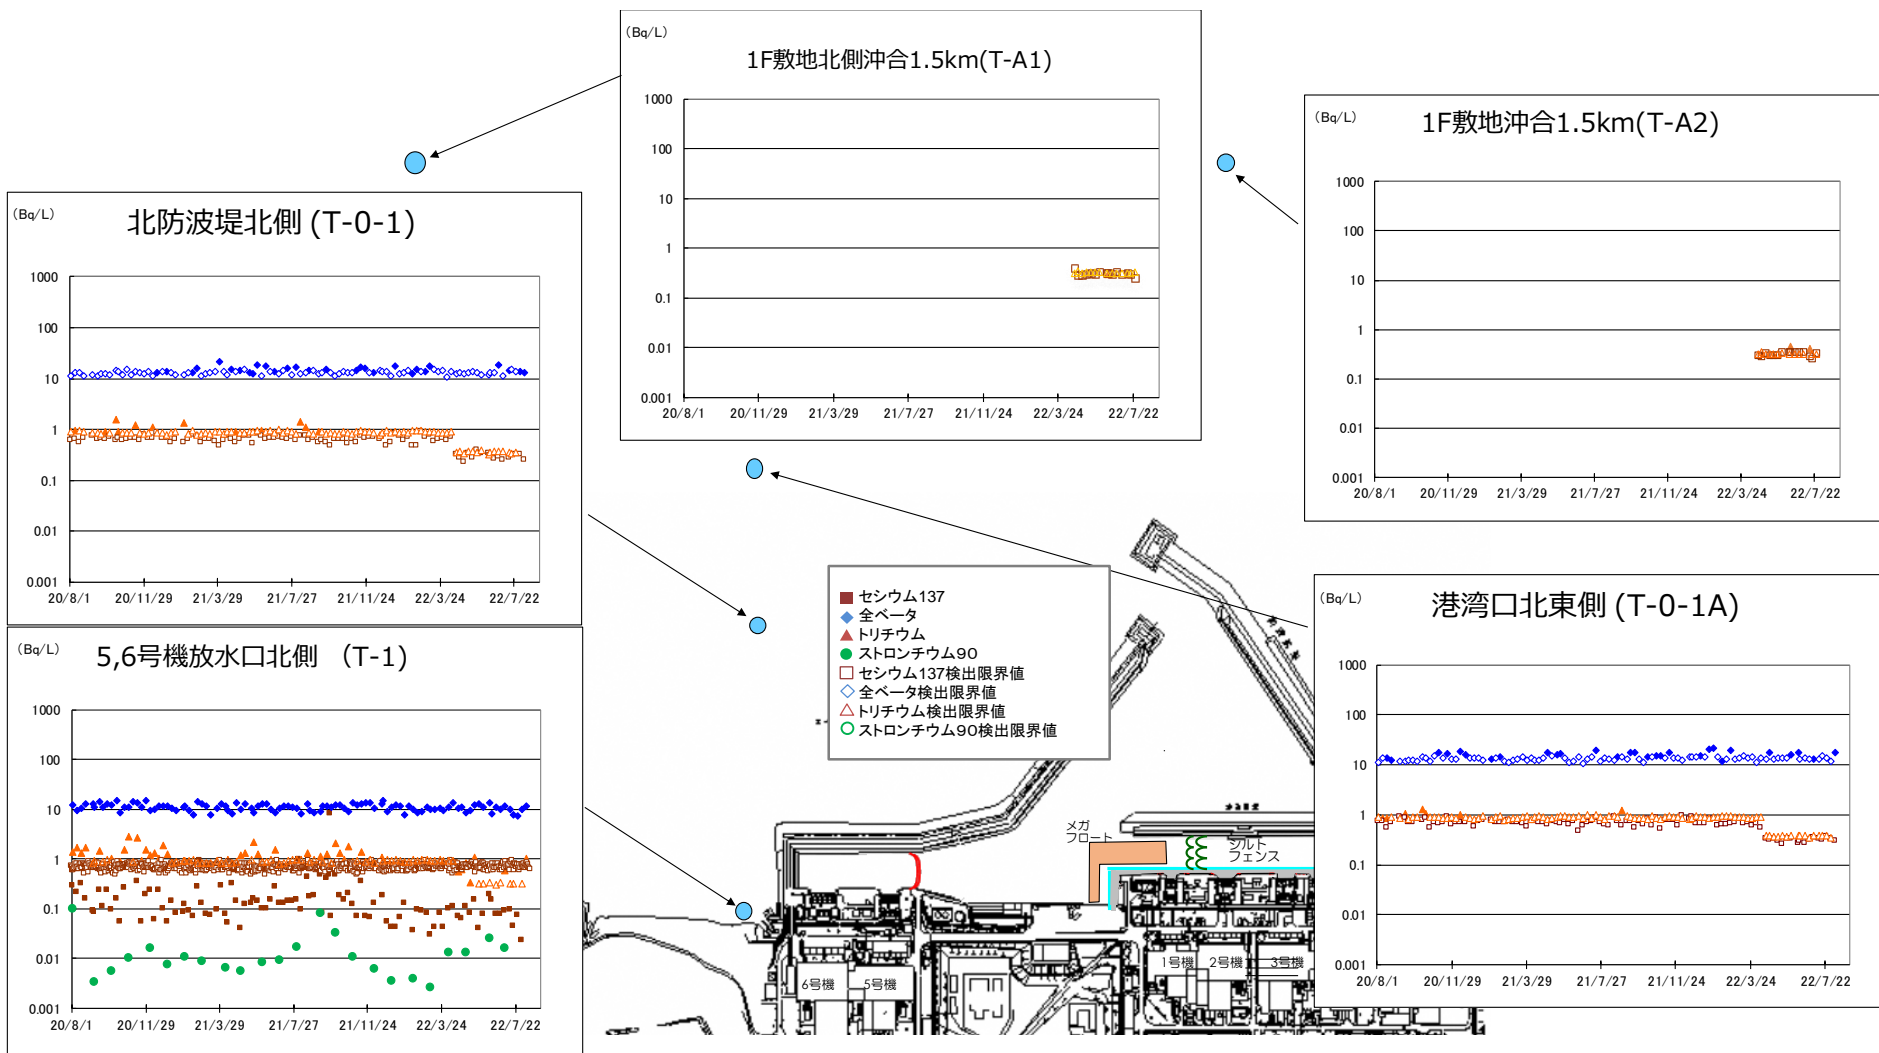 (Bq/L)
1F敷地北側沖合1.5km(T-A1)
1000
100
10
1
0.1
0.01
0.001
20/8/1 20/11/29 21/3/29 21/7/27 21/11/24 22/3/24 22/7/22
(Bq/L)
1F敷地沖合1.5km(T-A2)
1000
100
10
1
0.1
0.01
0.001
20/8/1 20/11/29 21/3/29 21/7/27 21/11/24 22/3/24 22/7/22
(Bq/L)
北防波堤北側 (T-0-1)
1000
100
10
1
0.1
0.01
0.001
20/8/1 20/11/29 21/3/29 21/7/27 21/11/24 22/3/24 22/7/22
セシウム137
全ベータ
トリチウム
ストロンチウム90
セシウム137検出限界値
全ベータ検出限界値
トリチウム検出限界値
ストロンチウム90検出限界値
(Bq/L)
港湾口北東側 (T-0-1A)
1000
100
10
1
0.1
0.01
0.001
20/8/1 20/11/29 21/3/29 21/7/27 21/11/24 22/3/24 22/7/22
(Bq/L)
5,6号機放水口北側 (T-1)
1000
100
10
1
0.1
0.01
0.001
20/8/1 20/11/29 21/3/29 21/7/27 21/11/24 22/3/24 22/7/22
メガ
フロート
シルト
フェンス
6号機 5号機
1号機 2号機 3号機